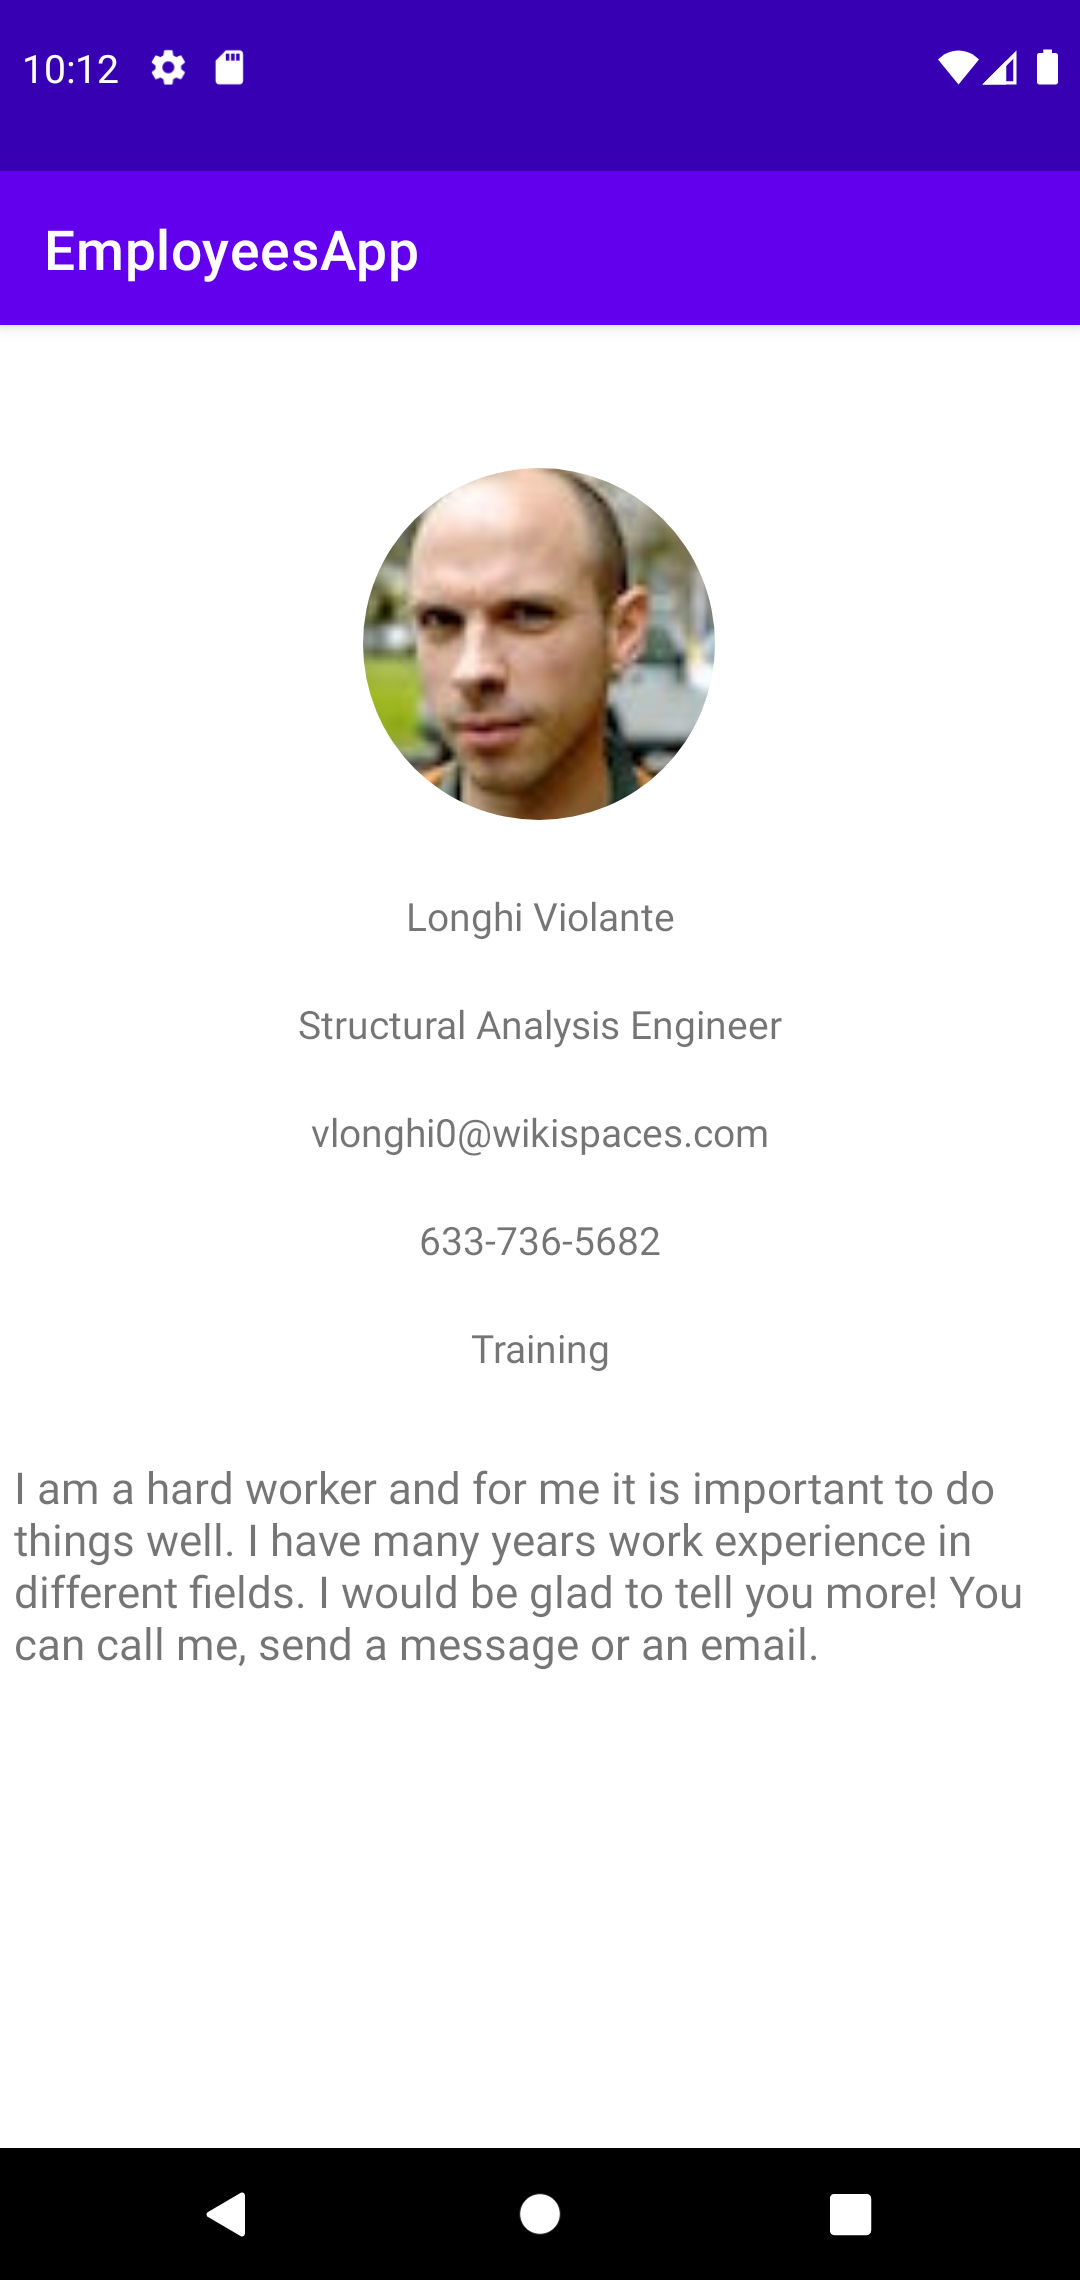 10:12
EmployeesApp
Longhi Violante
Structural Analysis Engineer
vlonghi0@wikispaces.com
633-736-5682
Training
I am a hard worker and for me it is important to do
things well. I have many years work experience in
different fields. I would be glad to tell you more! You
can call me, send a message or an email.